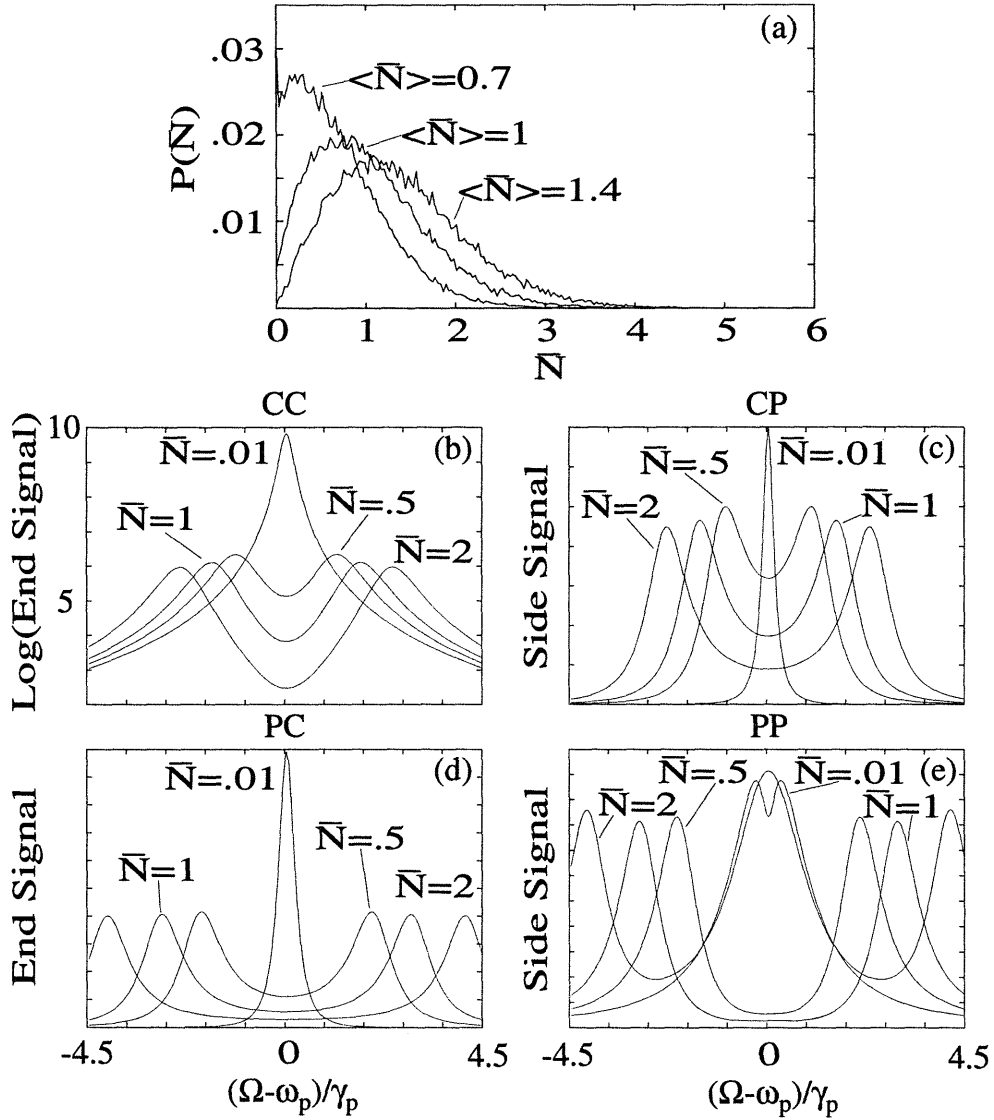 (a)
.03
.02
.01
P(N̄)
<N̄>=0.7
<N̄>=1
<N̄>=1.4
0 1 2 3 4 5 6
N̄
CC
(b)
10
5
Log(End Signal)
N̄=.01
N̄=1
N̄=.5
N̄=2
CP
(c)
Side Signal
N̄=.5
N̄=.01
N̄=2
N̄=1
PC
(d)
End Signal
N̄=.01
N̄=1
N̄=.5
N̄=2
-4.5 0 4.5
(Ω-ωₚ)/γₚ
PP
(e)
Side Signal
N̄=.5
N̄=.01
N̄=2
N̄=1
-4.5 0 4.5
(Ω-ωₚ)/γₚ